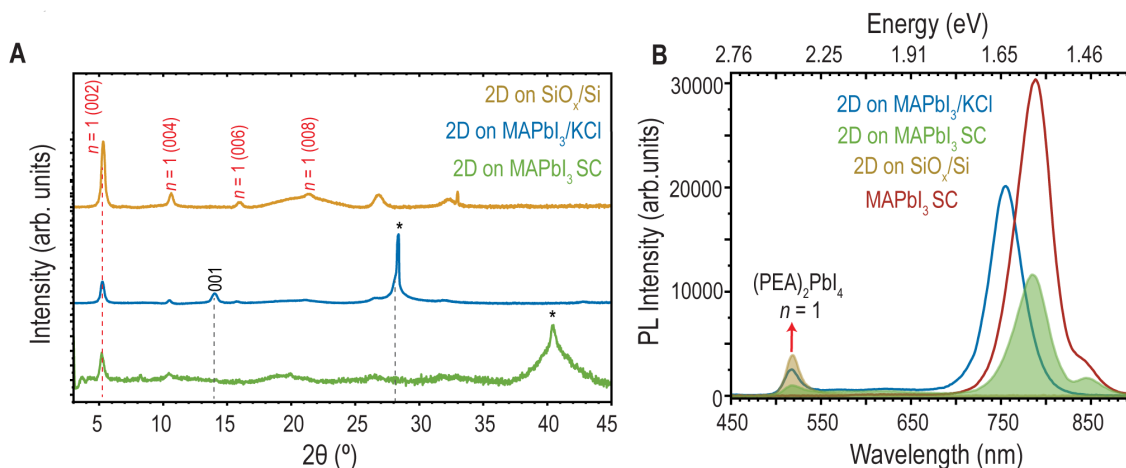 A
n = 1 (002)
n = 1 (004)
n = 1 (006)
n = 1 (008)
2D on SiOₓ/Si
2D on MAPbI₃/KCl
2D on MAPbI₃ SC
001
*
*
Intensity (arb. units)
5 10 15 20 25 30 35 40 45
2θ (º)
B
Energy (eV)
2.76 2.25 1.91 1.65 1.46
30000
20000
10000
0
PL Intensity (arb.units)
2D on MAPbI₃/KCl
2D on MAPbI₃ SC
2D on SiOₓ/Si
MAPbI₃ SC
(PEA)₂PbI₄
n = 1
450 550 650 750 850
Wavelength (nm)